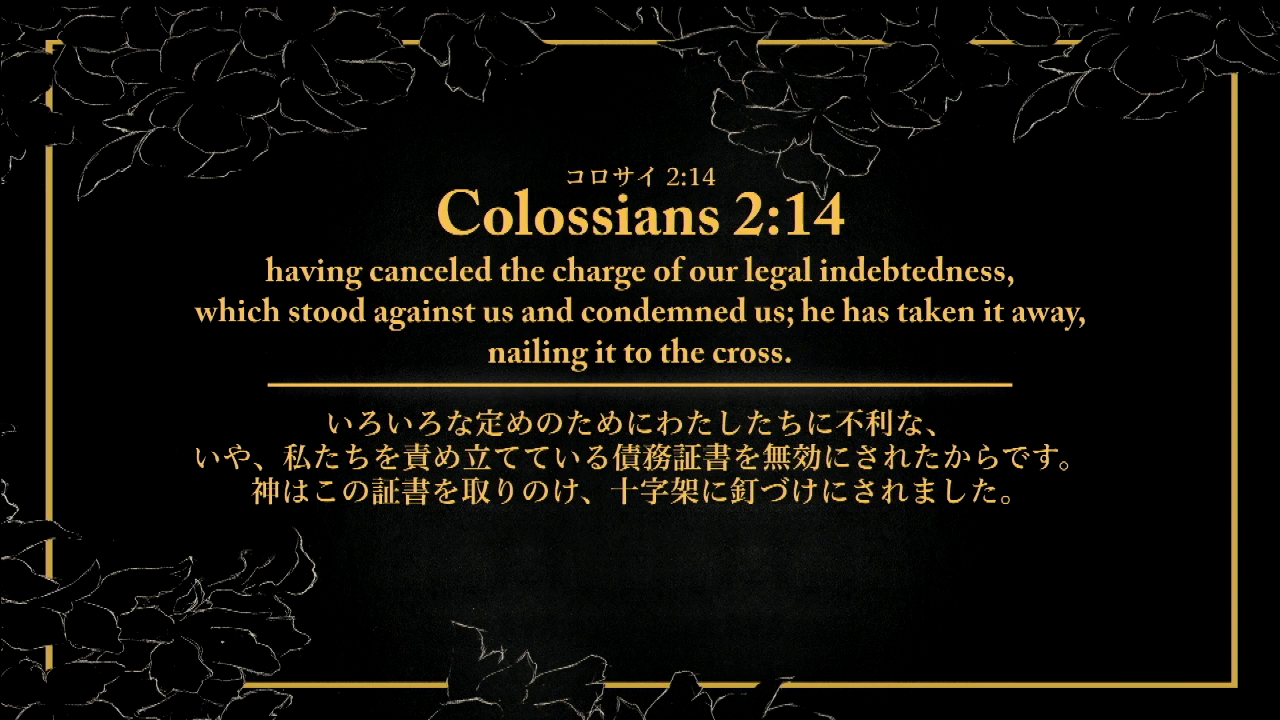 コロサイ 2:14
Colossians 2:14
having canceled the charge of our legal indebtedness,
which stood against us and condemned us; he has taken it away,
nailing it to the cross.
いろいろな定めのためにわたしたちに不利な、
いや、私たちを責め立てている債務証書を無効にされたからです。
神はこの証書を取りのけ、十字架に釘づけにされました。